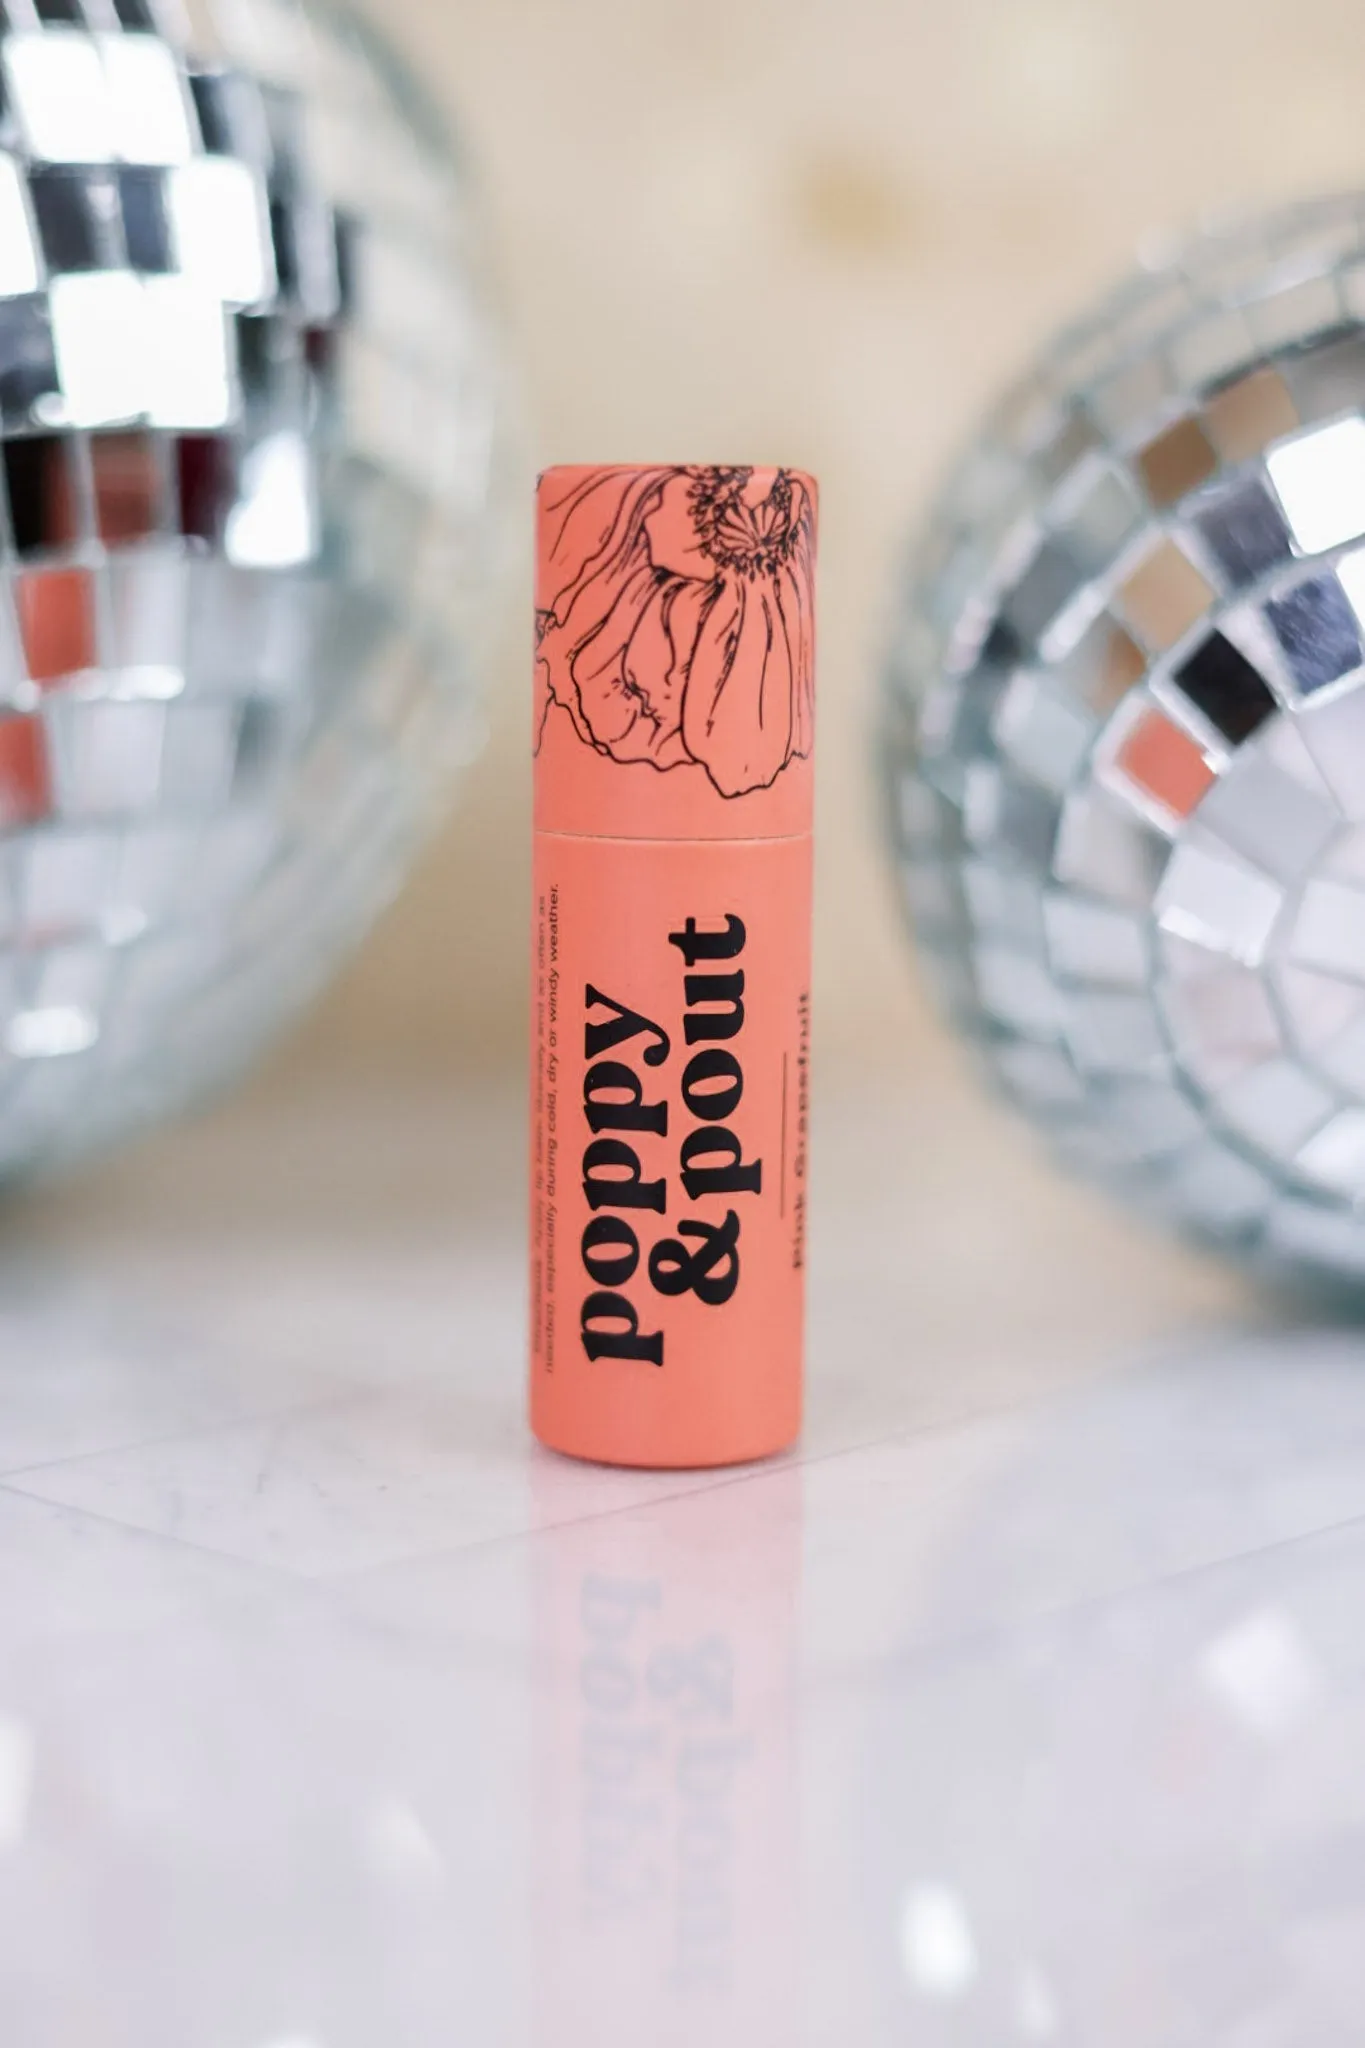 poppy
& pout
Pink Grapefruit
needed, especially during cold, dry or windy weather.